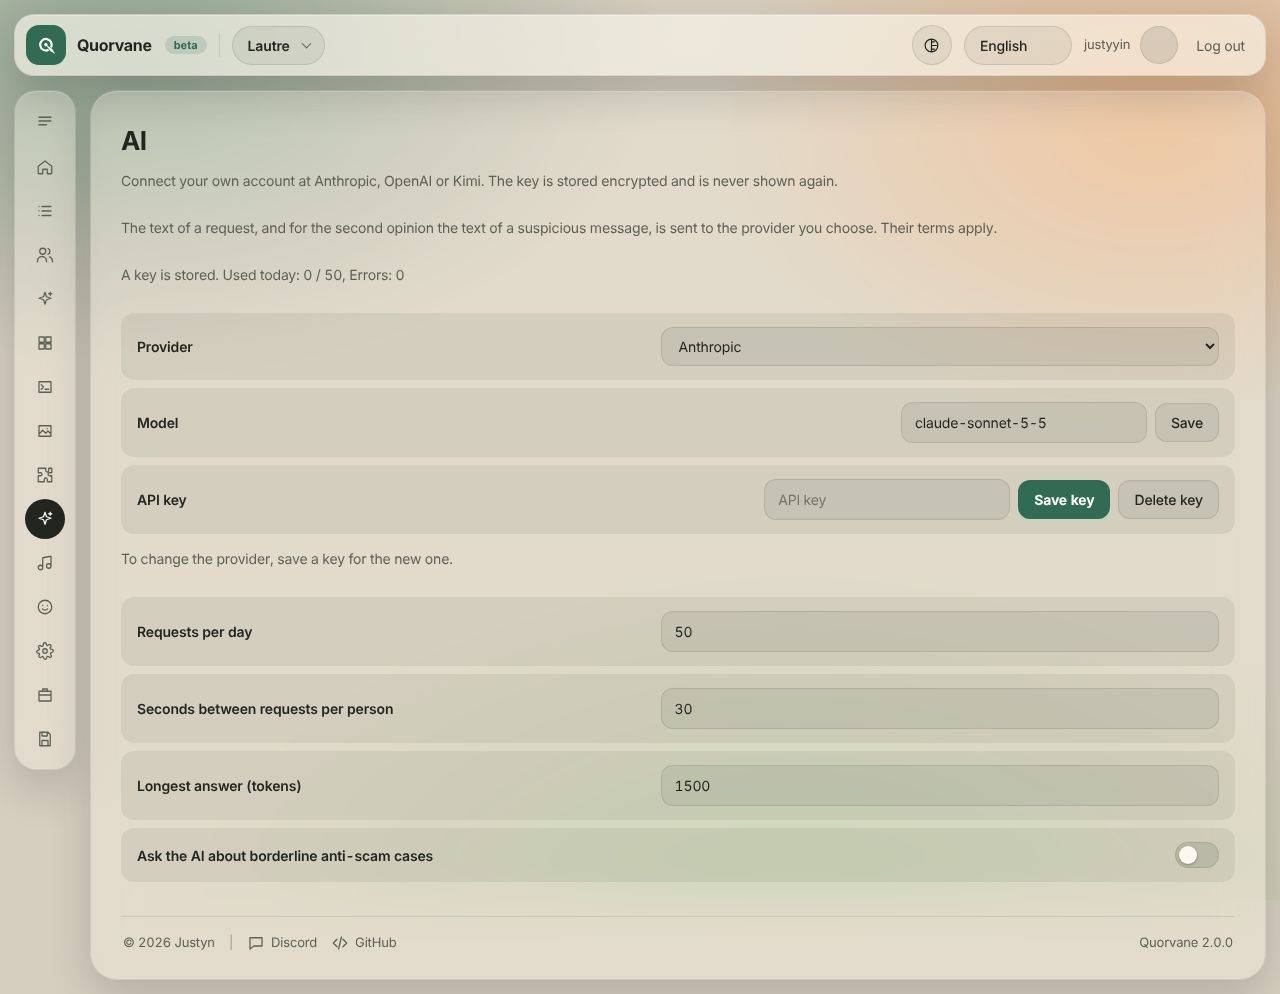 Quorvane beta Lautre English justyyin Log out
AI
Connect your own account at Anthropic, OpenAI or Kimi. The key is stored encrypted and is never shown again.
The text of a request, and for the second opinion the text of a suspicious message, is sent to the provider you choose. Their terms apply.
A key is stored. Used today: 0 / 50, Errors: 0
Provider Anthropic
Model claude-sonnet-5-5 Save
API key API key Save key Delete key
To change the provider, save a key for the new one.
Requests per day 50
Seconds between requests per person 30
Longest answer (tokens) 1500
Ask the AI about borderline anti-scam cases
© 2026 Justyn Discord GitHub Quorvane 2.0.0